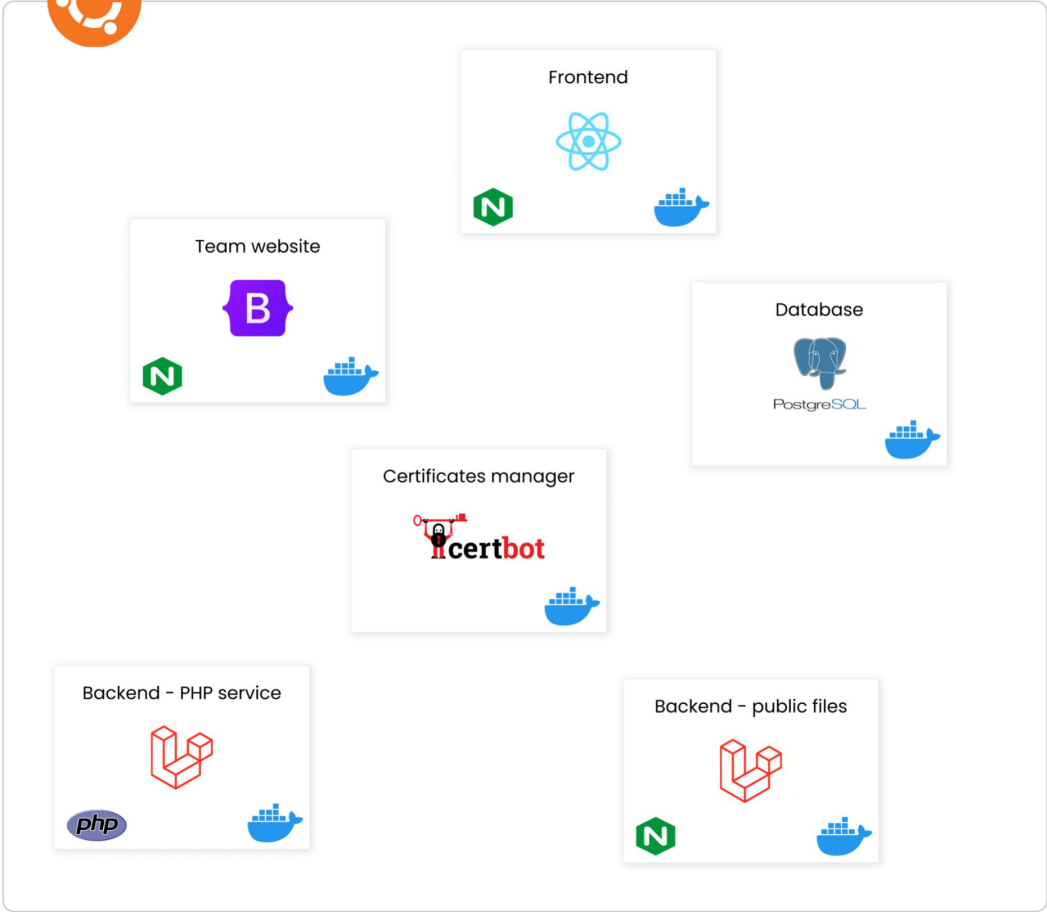 Frontend
N
Team website
B
N
Database
PostgreSQL
Certificates manager
certbot
Backend - PHP service
php
Backend - public files
N